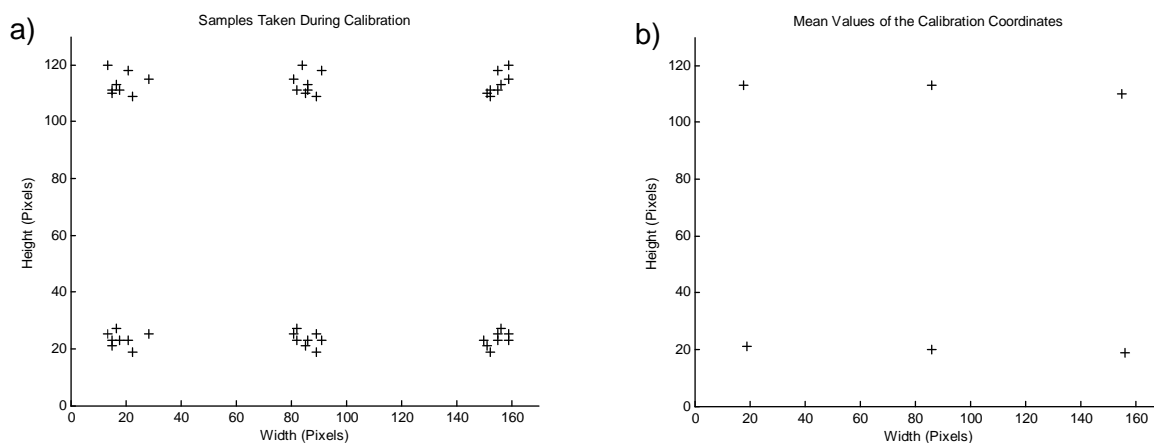 a)
Samples Taken During Calibration
120
100
80
60
40
20
0
Height (Pixels)
0 20 40 60 80 100 120 140 160
Width (Pixels)
b)
Mean Values of the Calibration Coordinates
120
100
80
60
40
20
0
Height (Pixels)
0 20 40 60 80 100 120 140 160
Width (Pixels)